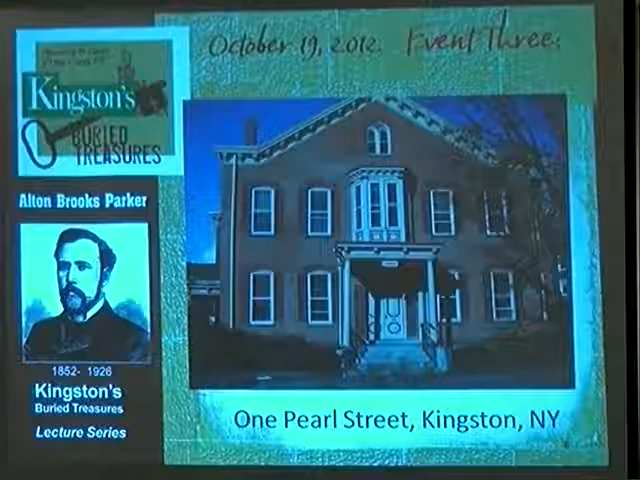 October 19, 2012. Event Three:
Kingston's
BURIED
TREASURES
Alton Brooks Parker
1852- 1926
Kingston's
Buried Treasures
Lecture Series
One Pearl Street, Kingston, NY